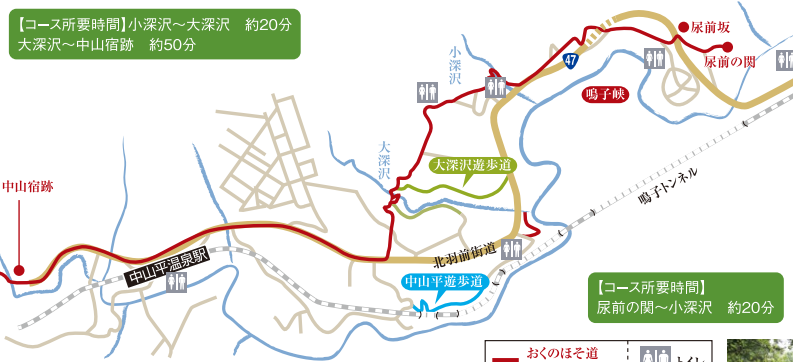 【コース所要時間】小深沢～大深沢　約20分
大深沢～中山宿跡　約50分
尿前坂
尿前の関
小深沢
47
鳴子峡
大深沢
大深沢遊歩道
中山宿跡
鳴子トンネル
北羽前街道
中山平温泉駅
中山平遊歩道
【コース所要時間】
尿前の関～小深沢　約20分
おくのほそ道
トイレ